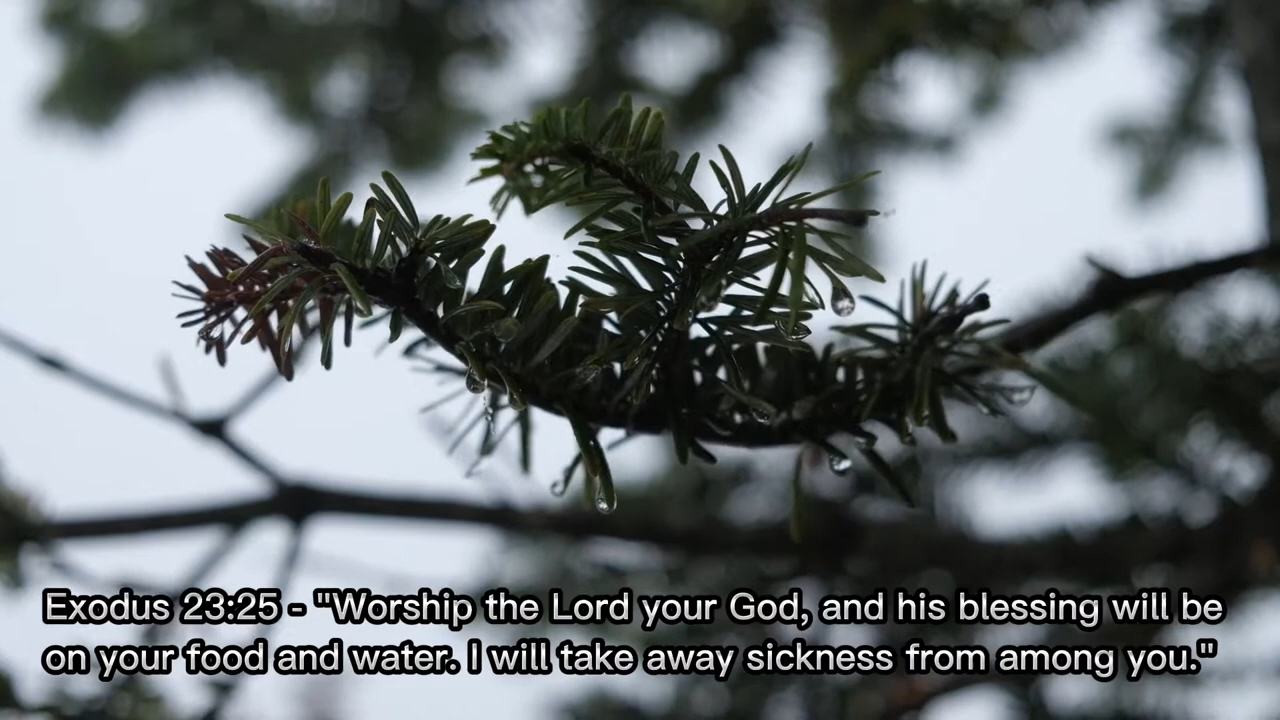 Exodus 23:25 - "Worship the Lord your God, and his blessing will be
on your food and water. I will take away sickness from among you."